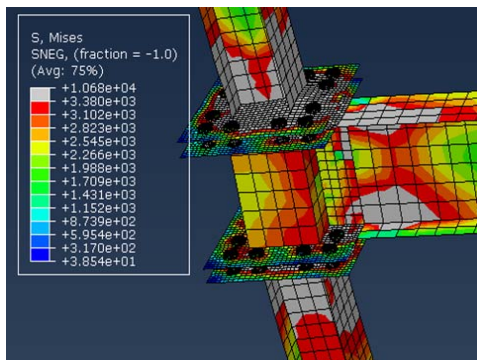 S, Mises
SNEG, (fraction = -1.0)
(Avg: 75%)
+1.068e+04
+3.380e+03
+3.102e+03
+2.823e+03
+2.545e+03
+2.266e+03
+1.988e+03
+1.709e+03
+1.431e+03
+1.152e+03
+8.739e+02
+5.954e+02
+3.170e+02
+3.854e+01